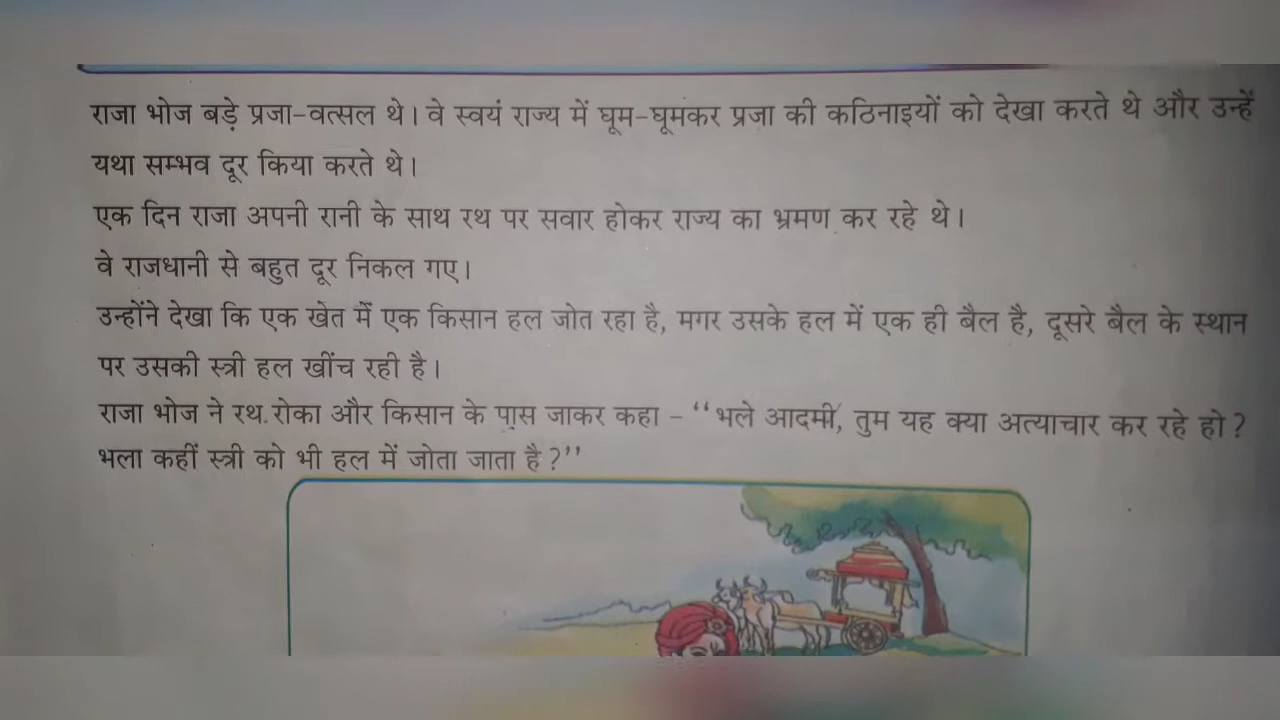 राजा भोज बड़े प्रजा-वत्सल थे। वे स्वयं राज्य में घूम-घूमकर प्रजा की कठिनाइयों को देखा करते थे और उन्हें
यथा सम्भव दूर किया करते थे।
एक दिन राजा अपनी रानी के साथ रथ पर सवार होकर राज्य का भ्रमण कर रहे थे।
वे राजधानी से बहुत दूर निकल गए।
उन्होंने देखा कि एक खेत में एक किसान हल जोत रहा है, मगर उसके हल में एक ही बैल है, दूसरे बैल के स्थान
पर उसकी स्त्री हल खींच रही है।
राजा भोज ने रथ रोका और किसान के पास जाकर कहा – ‘‘भले आदमी, तुम यह क्या अत्याचार कर रहे हो?
भला कहीं स्त्री को भी हल में जोता जाता है?’’